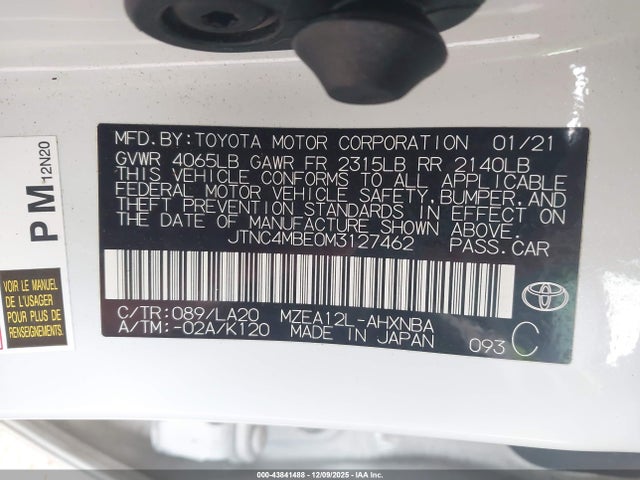 MFD.BY:TOYOTA MOTOR CORPORATION 01/21
GVWR 4065LB GAWR FR 2315LB RR 2140LB
THIS VEHICLE CONFORMS TO ALL APPLICABLE
FEDERAL MOTOR VEHICLE SAFETY,BUMPER,AND
THEFT PREVENTION STANDARDS IN EFFECT ON
THE DATE OF MANUFACTURE SHOWN ABOVE.
JTNC4MBE0M3127462 PASS.CAR
C/TR:089/LA20 MZEA12L-AHXNBA
A/TM:-02A/K120 MADE IN JAPAN 093 C
P M 12N20
VOIR LE MANUEL
DE L'USAGER
POUR PLUS DE
RENSEIGNEMENTS.
000-43841488 - 12/09/2025 - IAA Inc.